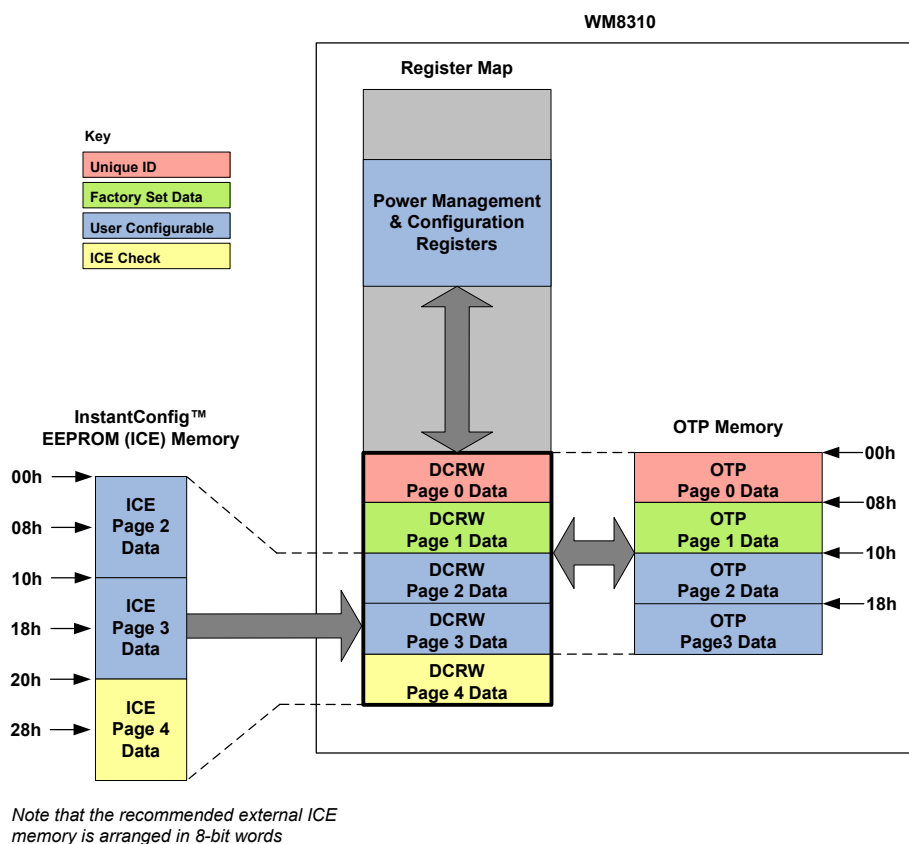 WM8310
Register Map
Key
Unique ID
Factory Set Data
User Configurable
ICE Check
Power Management
& Configuration
Registers
InstantConfig™
EEPROM (ICE) Memory
00h
08h
10h
18h
20h
28h
ICE
Page 2
Data
ICE
Page 3
Data
ICE
Page 4
Data
DCRW
Page 0 Data
DCRW
Page 1 Data
DCRW
Page 2 Data
DCRW
Page 3 Data
DCRW
Page 4 Data
OTP Memory
OTP
Page 0 Data
OTP
Page 1 Data
OTP
Page 2 Data
OTP
Page3 Data
00h
08h
10h
18h
Note that the recommended external ICE
memory is arranged in 8-bit words